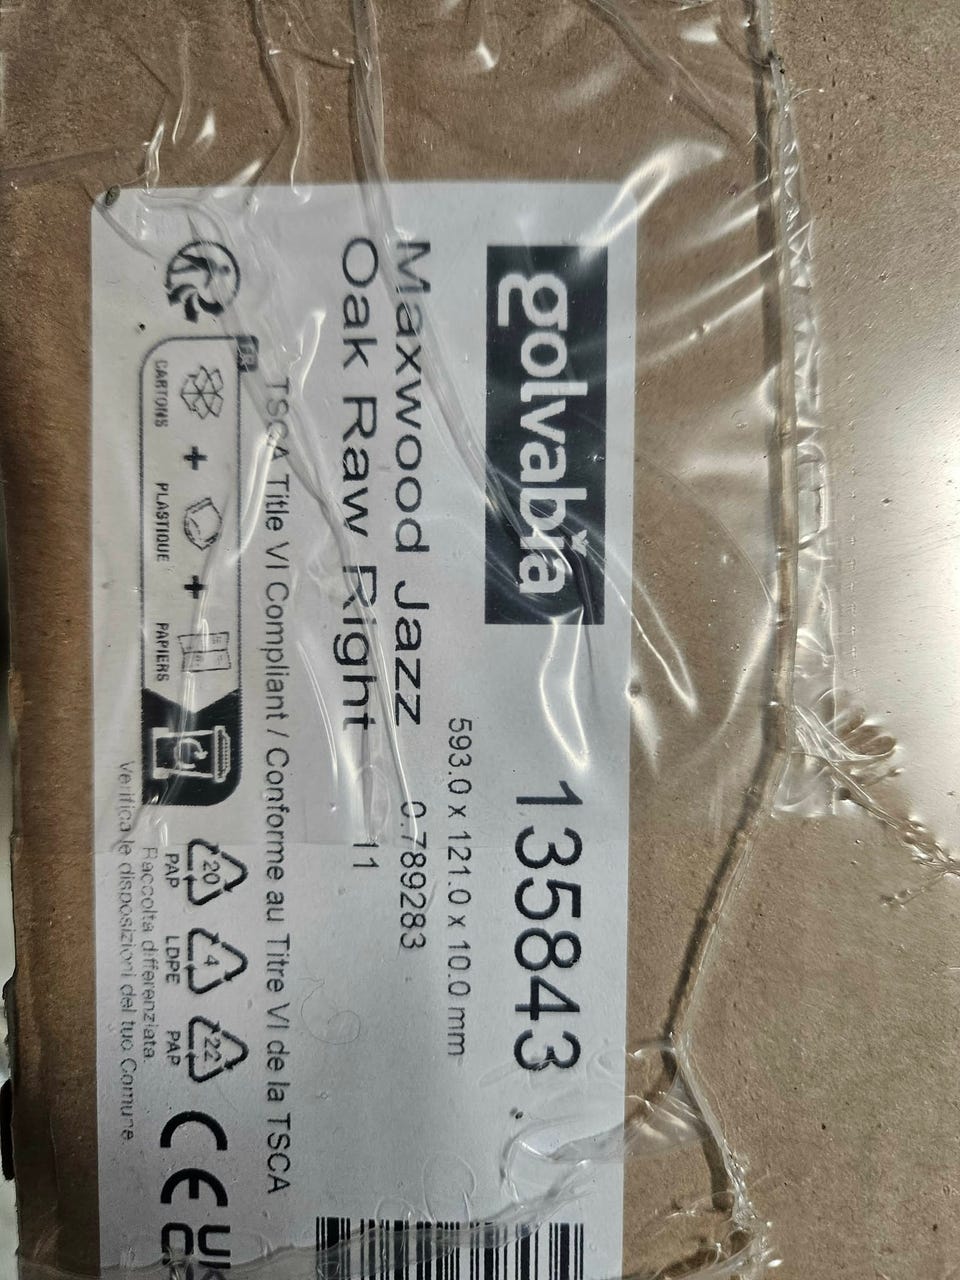 golvabia
135843
593.0 x 121.0 x 10.0 mm
Maxwood Jazz 0.789283
Oak Raw Right 11
TSCA Title VI Compliant / Conforme au Titre VI de la TSCA
FR
CARTONS + PLASTIQUE + PAPIERS
20 4 22
PAP LDPE PAP
CE UK
Raccolta differenziata.
Verifica le disposizioni del tuo Comune.